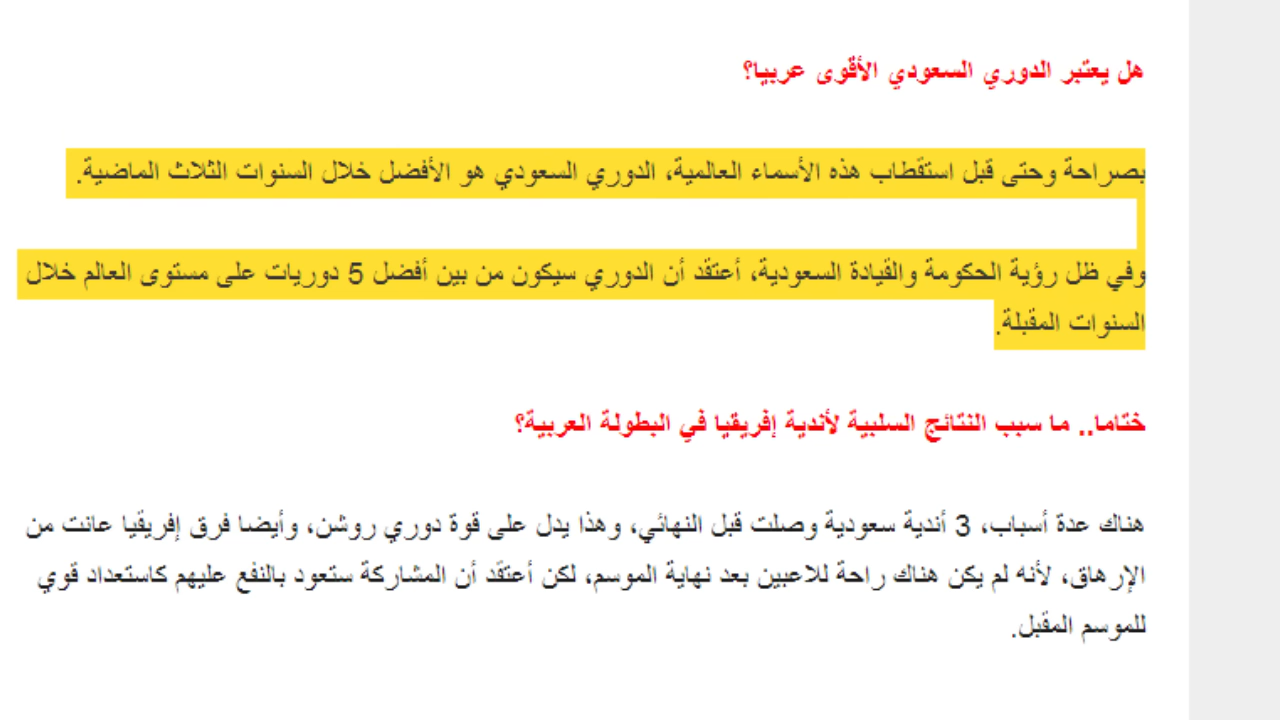 هل يعتبر الدوري السعودي الأقوى عربيا؟
بصراحة وحتى قبل استقطاب هذه الأسماء العالمية، الدوري السعودي هو الأفضل خلال السنوات الثلاث الماضية.
وفي ظل رؤية الحكومة والقيادة السعودية، أعتقد أن الدوري سيكون من بين أفضل 5 دوريات على مستوى العالم خلال
السنوات المقبلة.
ختاما.. ما سبب النتائج السلبية لأندية إفريقيا في البطولة العربية؟
هناك عدة أسباب، 3 أندية سعودية وصلت قبل النهائي، وهذا يدل على قوة دوري روشن، وأيضا فرق إفريقيا عانت من
الإرهاق، لأنه لم يكن هناك راحة للاعبين بعد نهاية الموسم، لكن أعتقد أن المشاركة ستعود بالنفع عليهم كاستعداد قوي
للموسم المقبل.